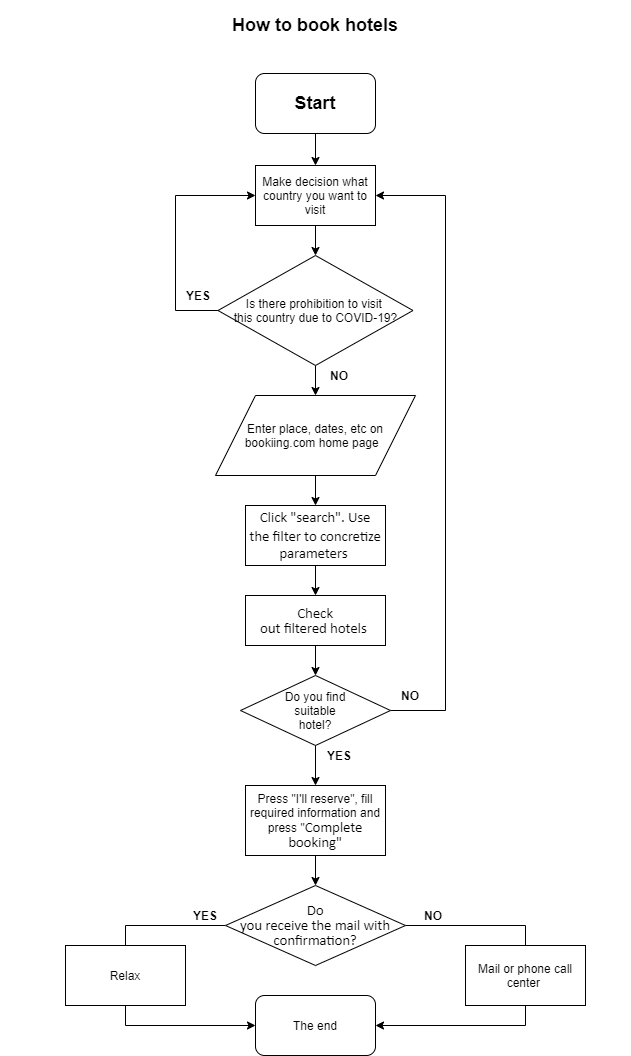 How to book hotels
Start
Make decision what
country you want to
visit
YES
Is there prohibition to visit
this country due to COVID-19?
NO
Enter place, dates, etc on
bookiing.com home page
Click "search". Use
the filter to concretize
parameters
Check
out filtered hotels
Do you find
suitable
hotel?
NO
YES
Press "I'll reserve", fill
required information and
press "Complete
booking"
YES
Do
you receive the mail with
confirmation?
NO
Relax
Mail or phone call
center
The end